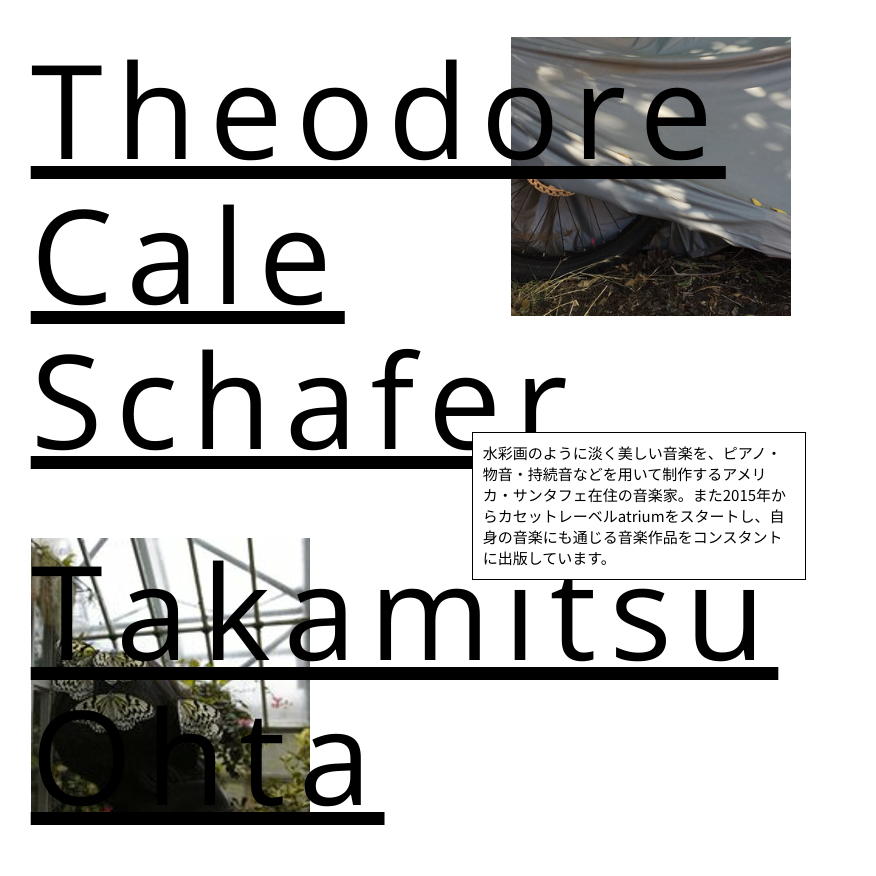 Theodore
Cale
Schafer
水彩画のように淡く美しい音楽を、ピアノ・
物音・持続音などを用いて制作するアメリ
カ・サンタフェ在住の音楽家。また2015年か
らカセットレーベルatriumをスタートし、自
身の音楽にも通じる音楽作品をコンスタント
に出版しています。
Takamitsu
Ohta